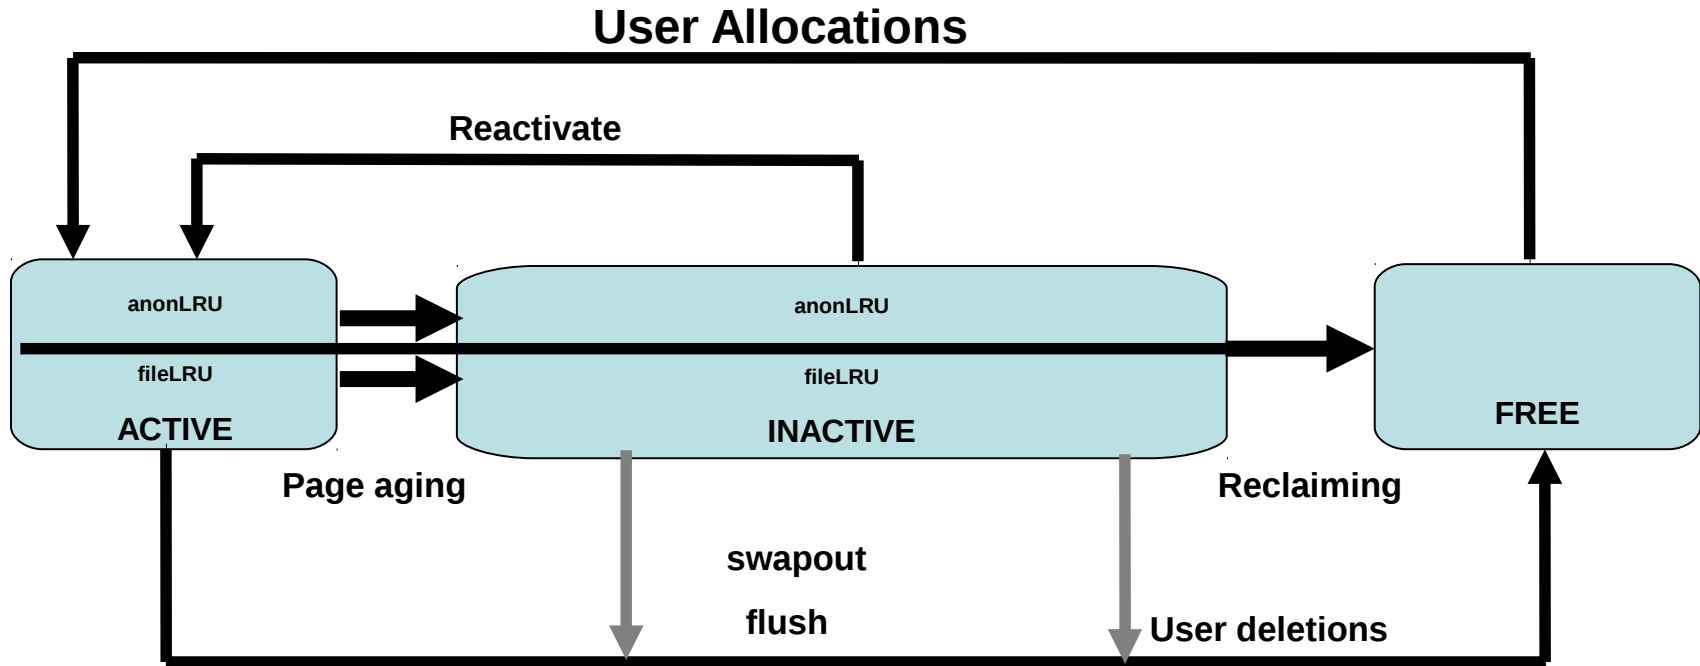 User Allocations
Reactivate
anonLRU
fileLRU
ACTIVE
anonLRU
fileLRU
INACTIVE
FREE
Page aging
Reclaiming
swapout
flush
User deletions